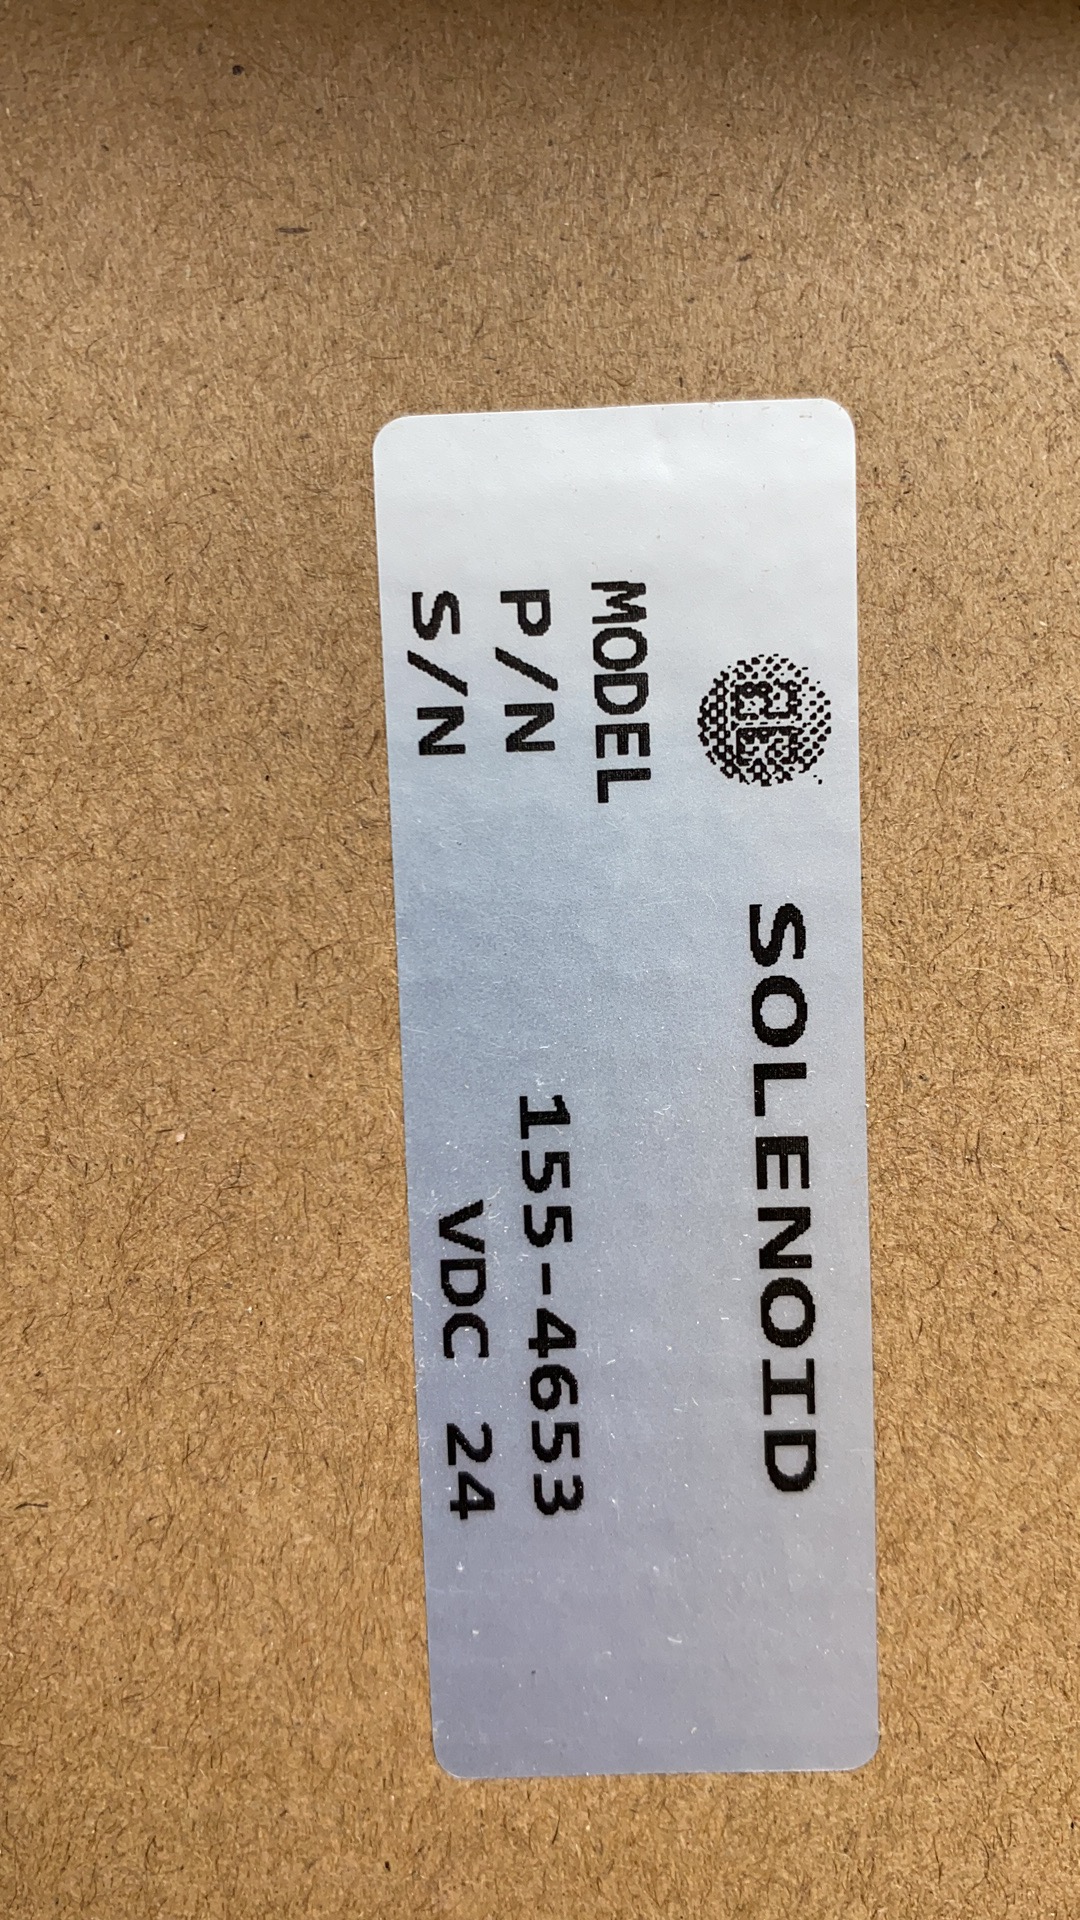 SOLENOID
MODEL
P/N 155-4653
S/N VDC 24